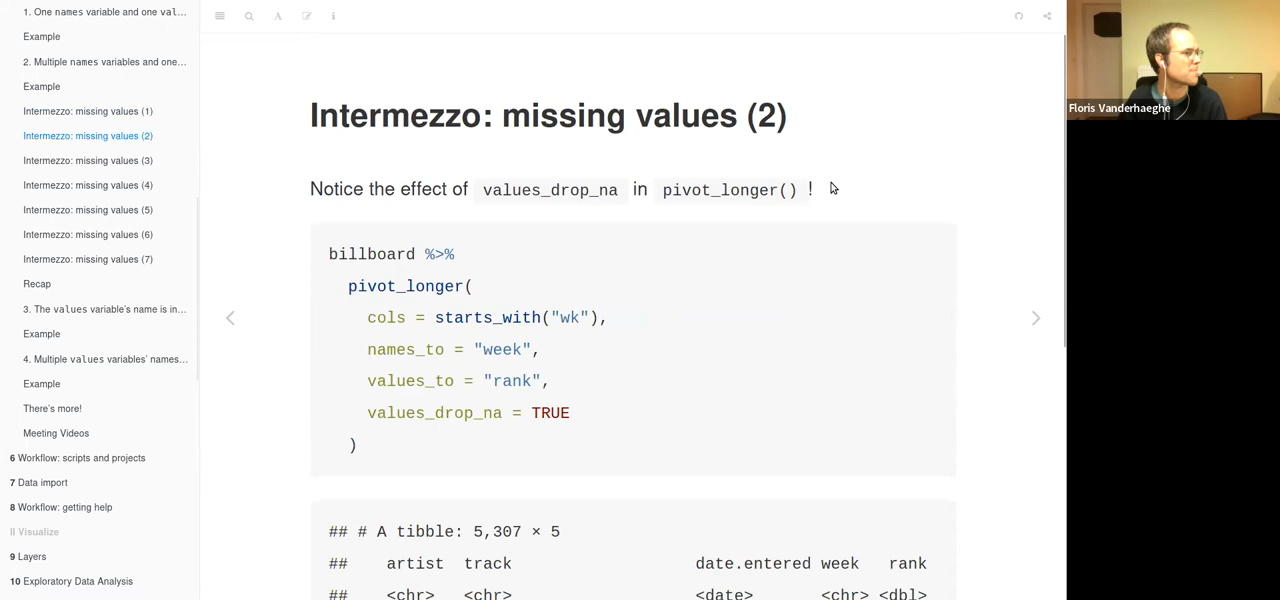 1. One names variable and one val...
Example
2. Multiple names variables and one...
Example
Intermezzo: missing values (1)
Intermezzo: missing values (2)
Intermezzo: missing values (3)
Intermezzo: missing values (4)
Intermezzo: missing values (5)
Intermezzo: missing values (6)
Intermezzo: missing values (7)
Recap
3. The values variable's name is in...
Example
4. Multiple values variables' names...
Example
There's more!
Meeting Videos
6 Workflow: scripts and projects
7 Data import
8 Workflow: getting help
II Visualize
9 Layers
10 Exploratory Data Analysis
Intermezzo: missing values (2)
Notice the effect of values_drop_na in pivot_longer() !
billboard %>%
pivot_longer(
cols = starts_with("wk"),
names_to = "week",
values_to = "rank",
values_drop_na = TRUE
)
## # A tibble: 5,307 × 5
## artist track date.entered week rank
## <chr> <chr> <date> <chr> <dbl>
Floris Vanderhaeghe